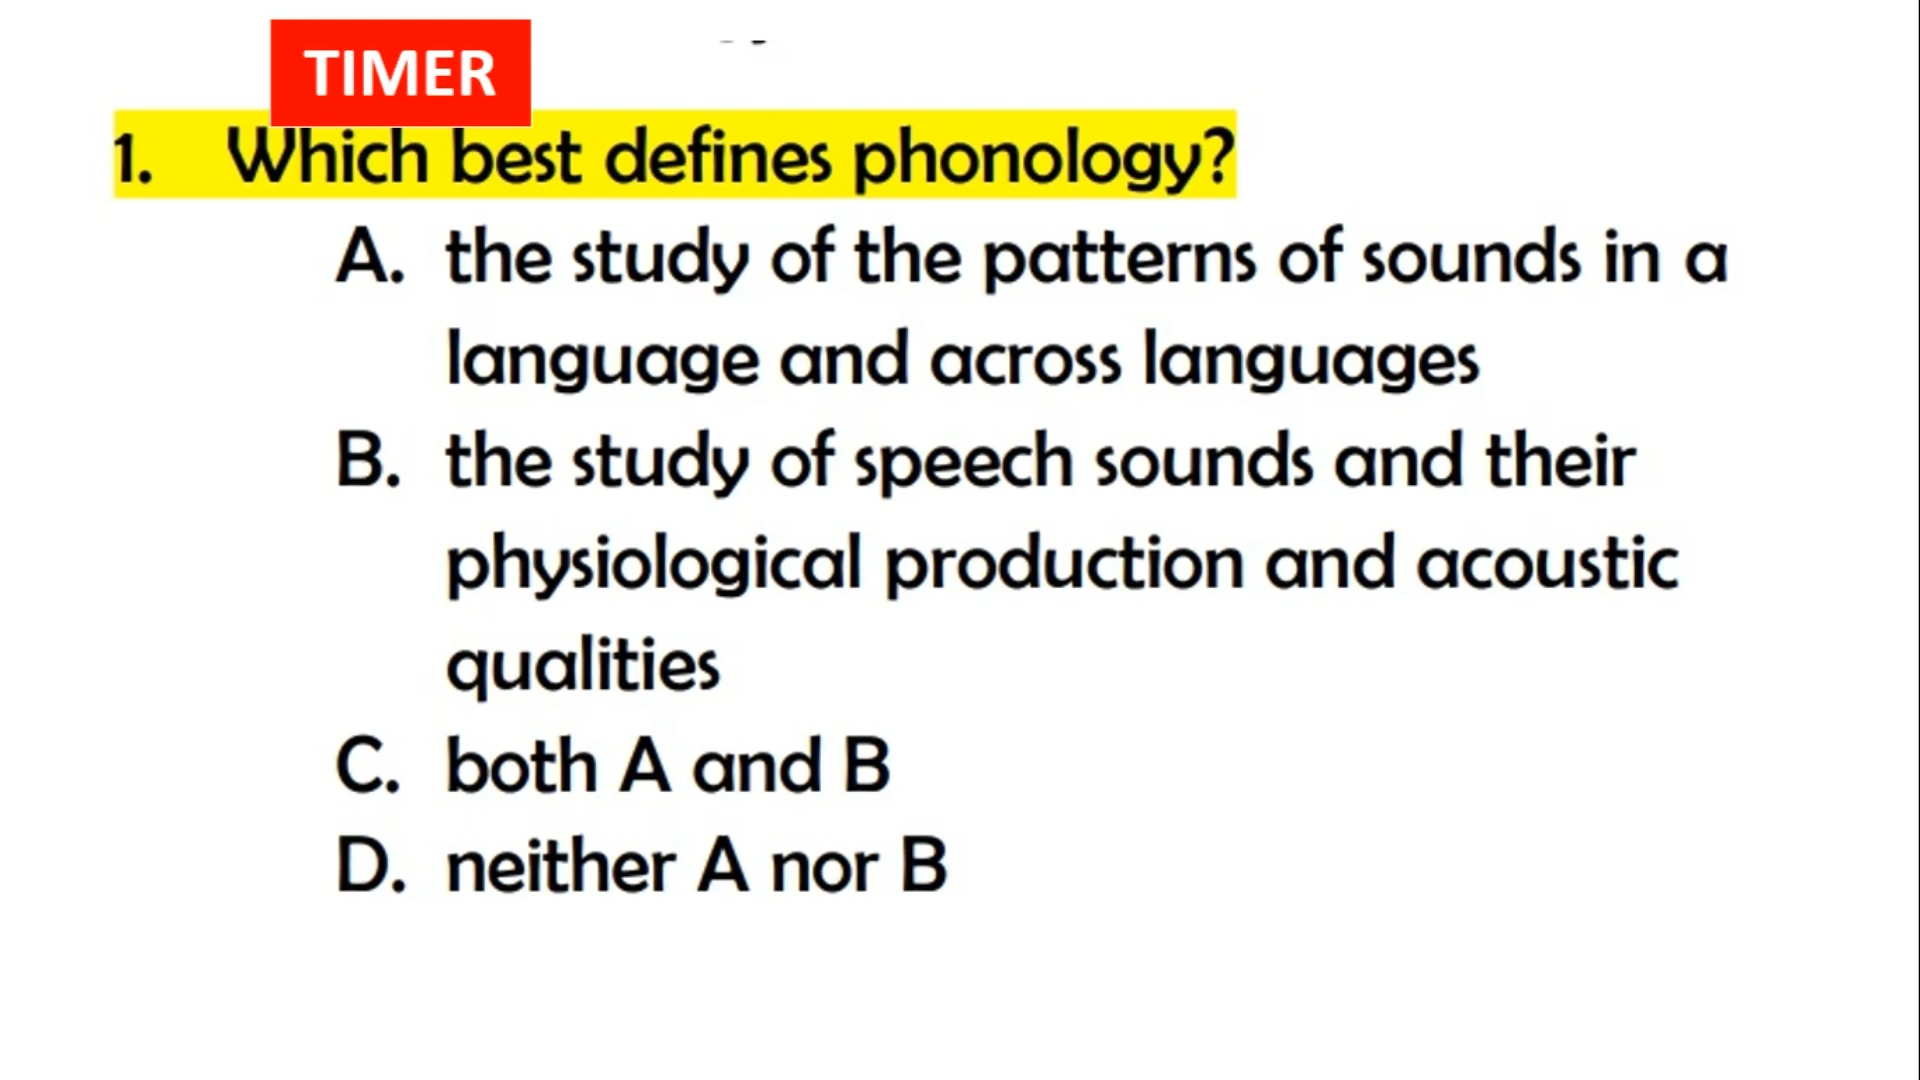 TIMER
1. Which best defines phonology?
A. the study of the patterns of sounds in a
language and across languages
B. the study of speech sounds and their
physiological production and acoustic
qualities
C. both A and B
D. neither A nor B